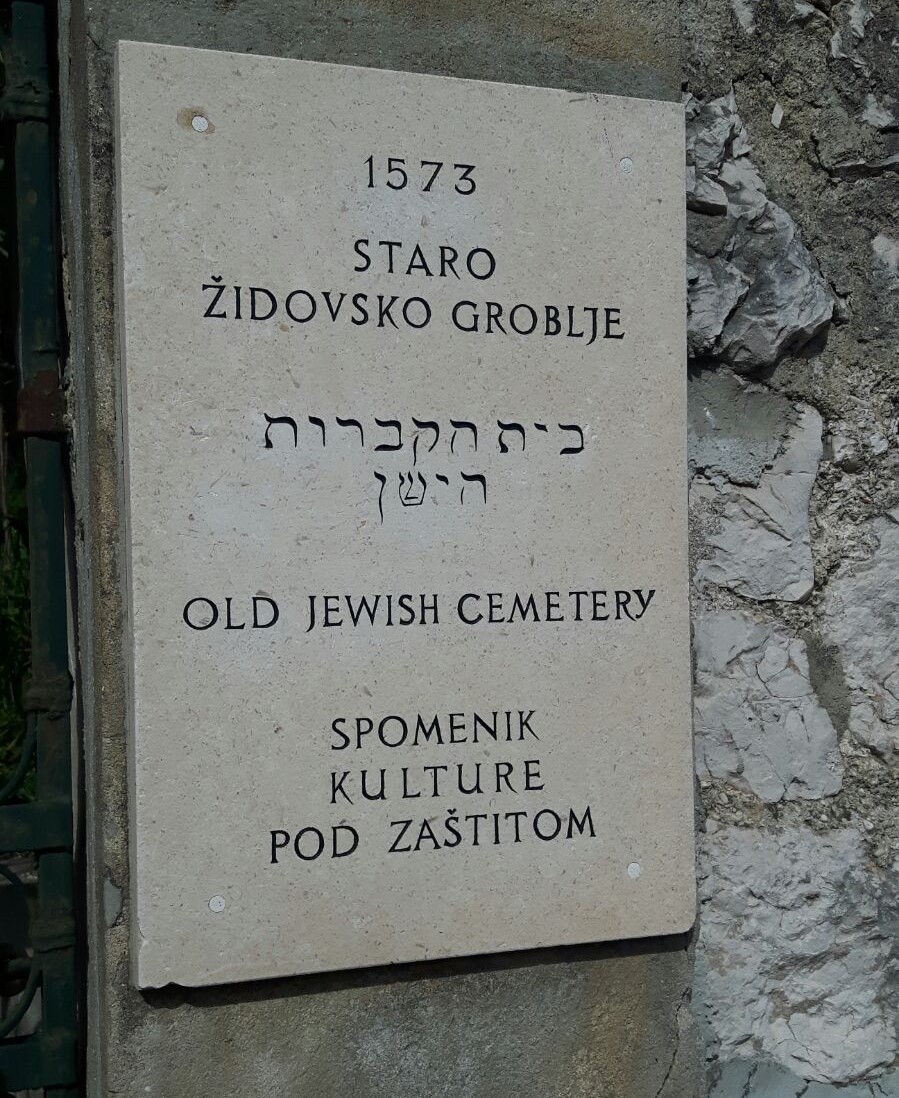 1573
STARO
ŽIDOVSKO GROBLJE
בית הקברות
הישן
OLD JEWISH CEMETERY
SPOMENIK
KULTURE
POD ZAŠTITOM